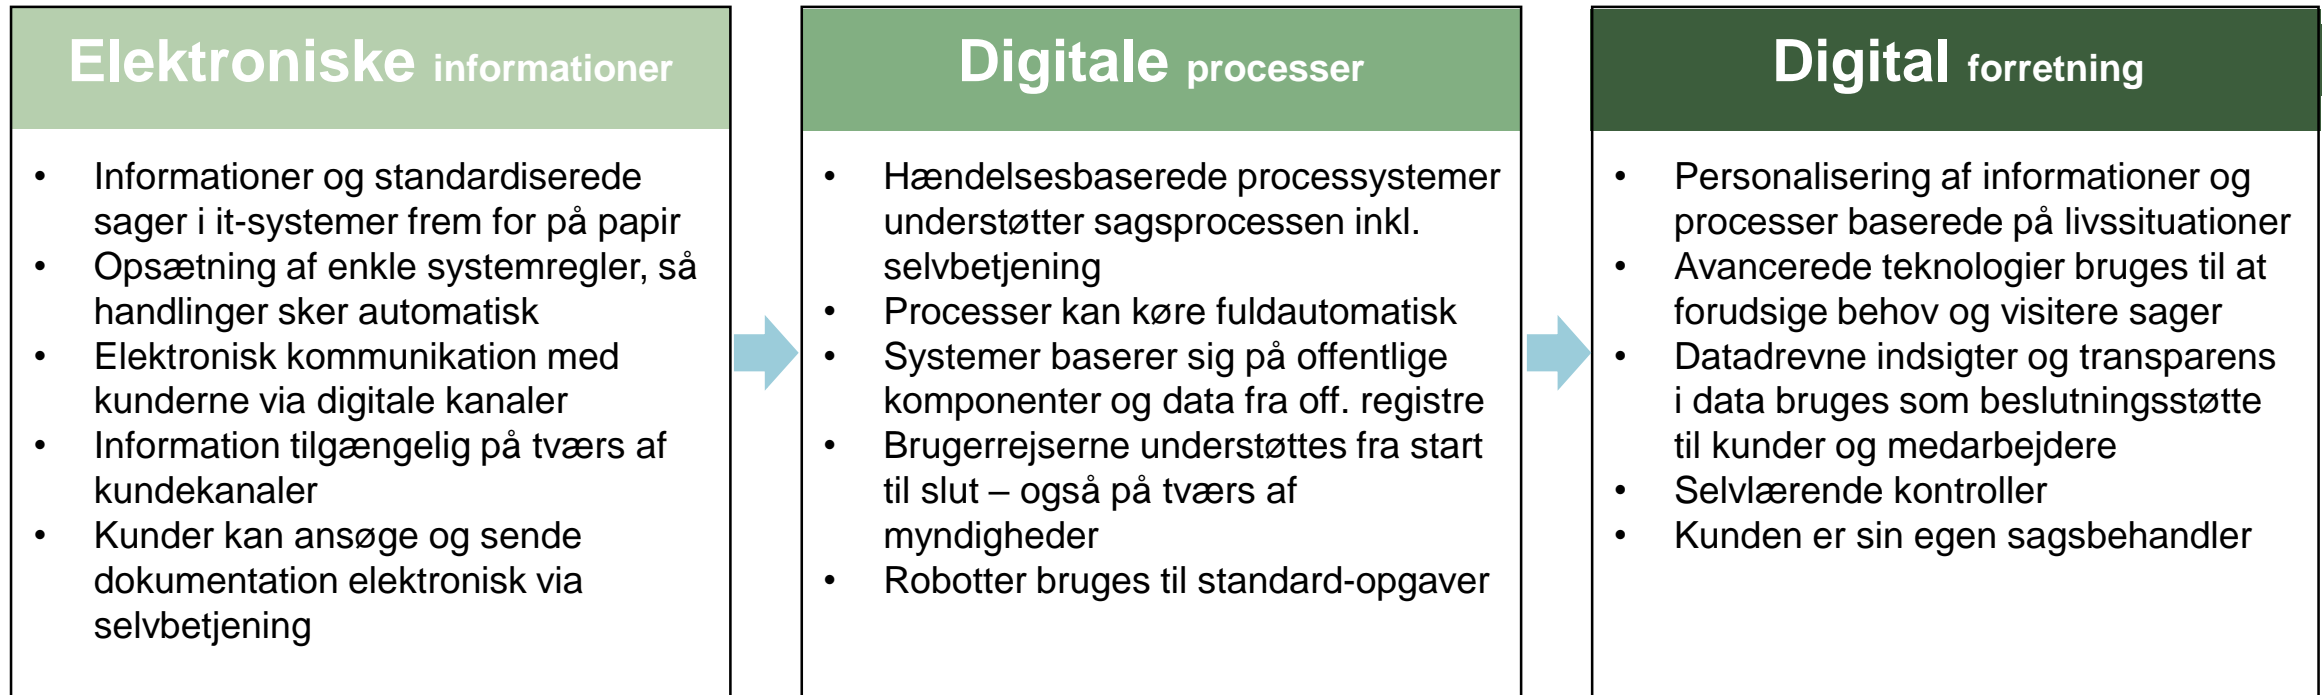 Elektroniske informationer
• Informationer og standardiserede
sager i it-systemer frem for på papir
• Opsætning af enkle systemregler, så
handlinger sker automatisk
• Elektronisk kommunikation med
kunderne via digitale kanaler
• Information tilgængelig på tværs af
kundekanaler
• Kunder kan ansøge og sende
dokumentation elektronisk via
selvbetjening
Digitale processer
• Hændelsesbaserede processystemer
understøtter sagsprocessen inkl.
selvbetjening
• Processer kan køre fuldautomatisk
• Systemer baserer sig på offentlige
komponenter og data fra off. registre
• Brugerrejserne understøttes fra start
til slut – også på tværs af
myndigheder
• Robotter bruges til standard-opgaver
Digital forretning
• Personalisering af informationer og
processer baserede på livssituationer
• Avancerede teknologier bruges til at
forudsige behov og visitere sager
• Datadrevne indsigter og transparens
i data bruges som beslutningsstøtte
til kunder og medarbejdere
• Selvlærende kontroller
• Kunden er sin egen sagsbehandler